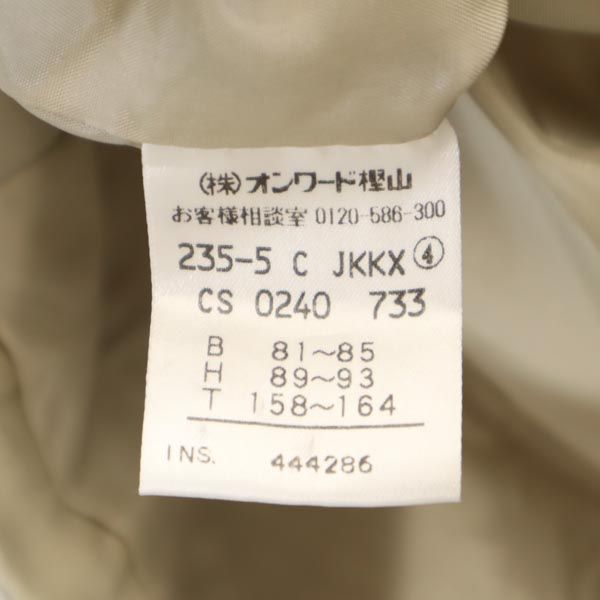 (株)オンワード樫山
お客様相談室 0120-586-300
235-5 C JKKX ④
CS 0240 733
B 81~85
H 89~93
T 158~164
INS. 444286